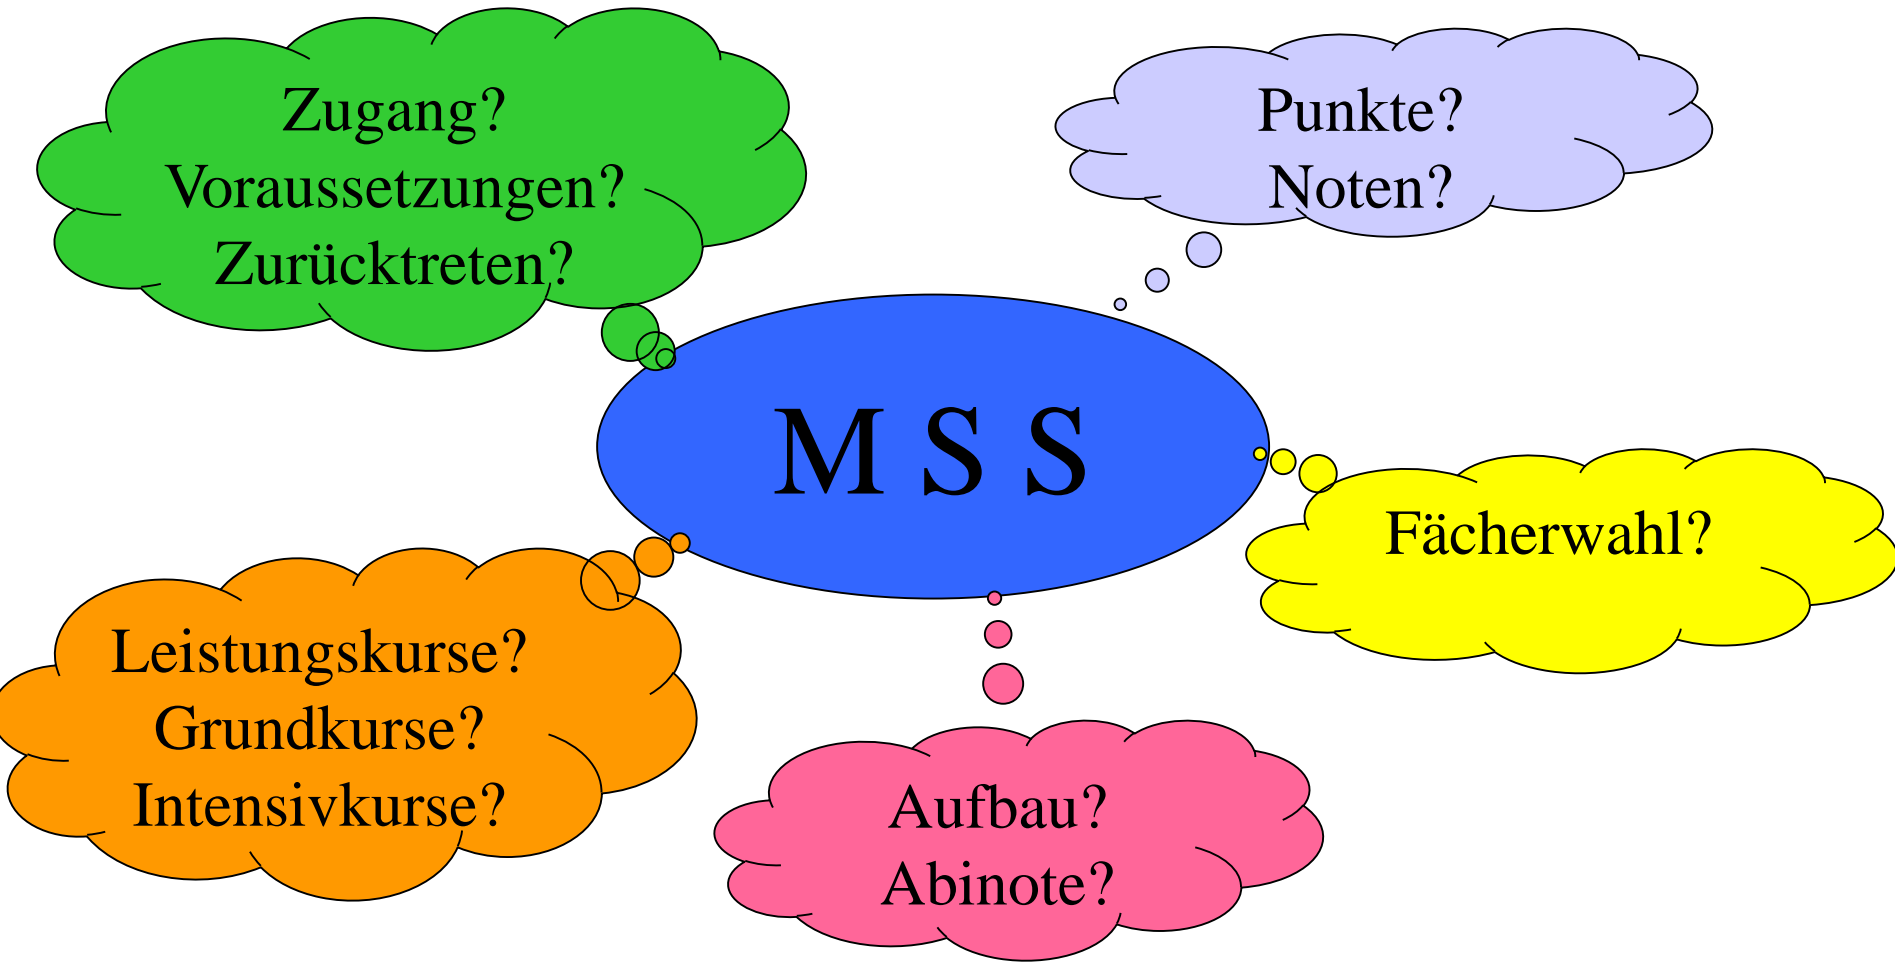 Zugang?
Voraussetzungen?
Zurücktreten?
Punkte?
Noten?
M S S
Fächerwahl?
Leistungskurse?
Grundkurse?
Intensivkurse?
Aufbau?
Abinote?